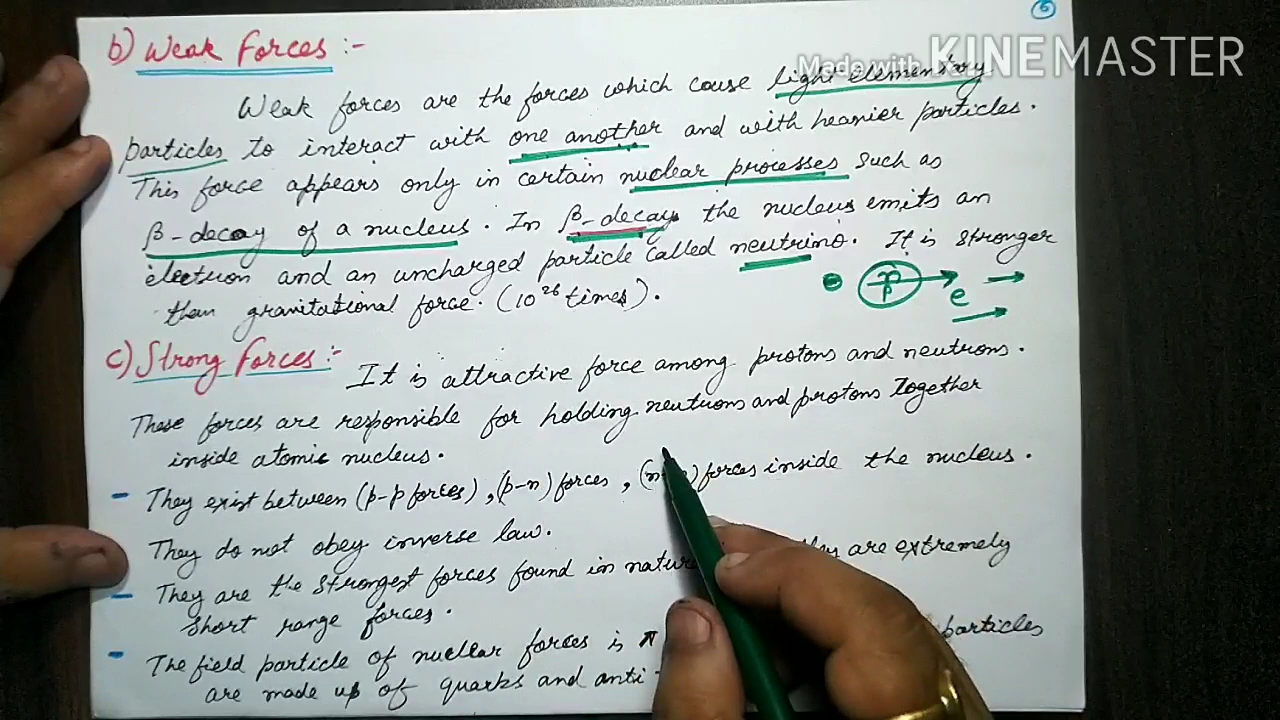 6
Made with KINEMASTER
b) Weak Forces :-
Weak forces are the forces which cause light elementary
particles to interact with one another and with heavier particles.
This force appears only in certain nuclear processes such as
β-decay of a nucleus. In β-decay the nucleus emits an
electron and an uncharged particle called neutrino. It is stronger
than gravitational force. (10²⁶ times).
p
e
c) Strong Forces :- It is attractive force among protons and neutrons.
These forces are responsible for holding neutrons and protons together
inside atomic nucleus.
- They exist between (p-p forces), (p-n) forces, (n) forces inside the nucleus.
They do not obey inverse law.
- They are the strongest forces found in nature they are extremely
short range forces.
- The field particle of nuclear forces is π particles
are made up of quarks and anti-